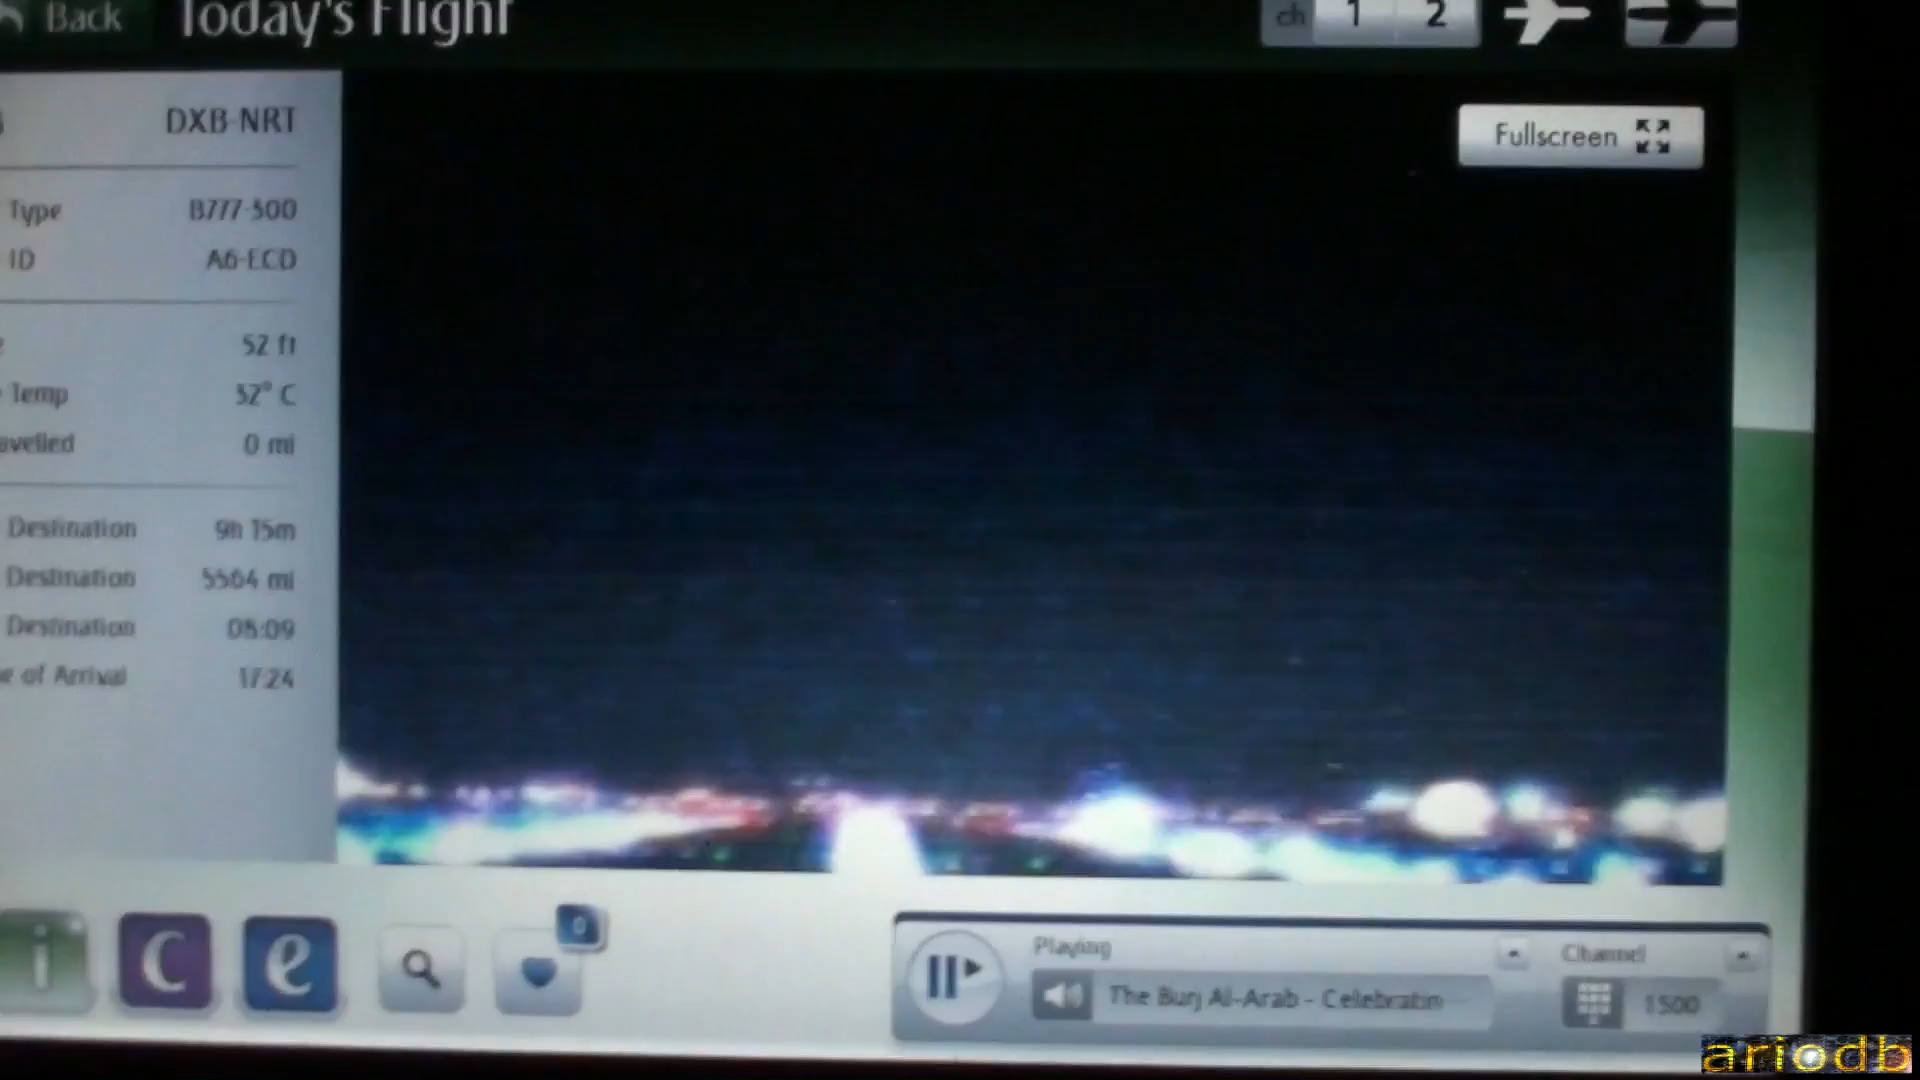 Back
Today's Flight
ch 1 2
DXB-NRT
Fullscreen
Type B777-300
ID A6-ECD
52 ft
Temp 32° C
avelled 0 mi
Destination 9h 15m
Destination 5564 mi
Destination 08:09
e of Arrival 17:24
i C e
0
Playing
The Burj Al-Arab - Celebratin
Channel
1500
ariodb